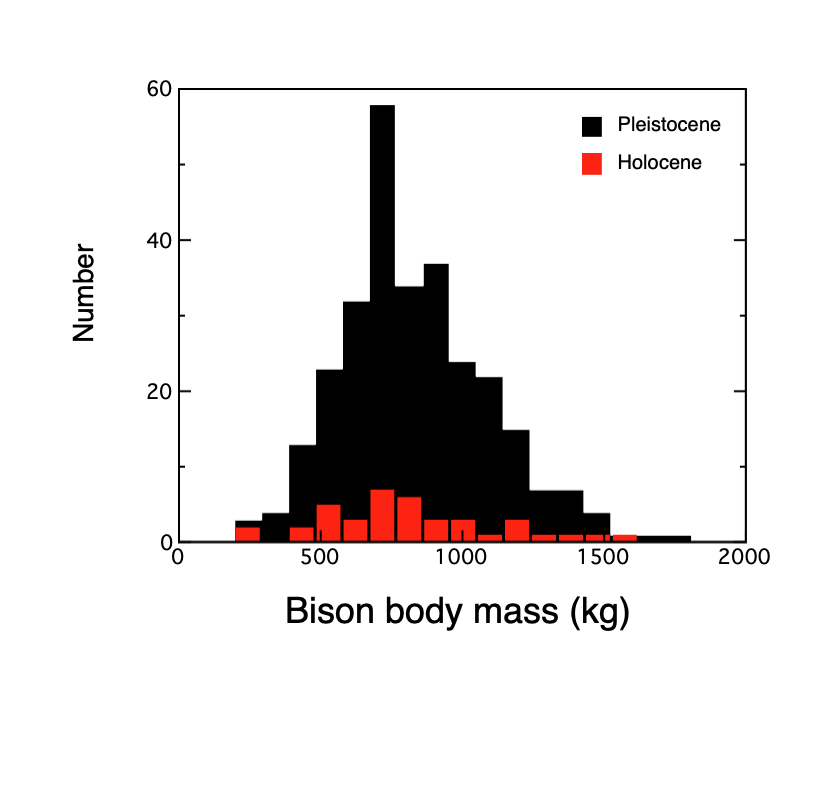 60
Pleistocene
Holocene
40
Number
20
0
0 500 1000 1500 2000
Bison body mass (kg)